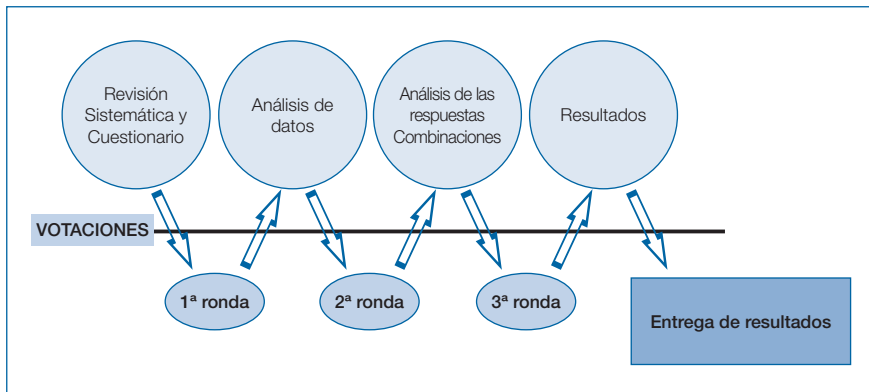 Revisión
Sistemática y
Cuestionario
Análisis de
datos
Análisis de las
respuestas
Combinaciones
Resultados
VOTACIONES
1ª ronda
2ª ronda
3ª ronda
Entrega de resultados